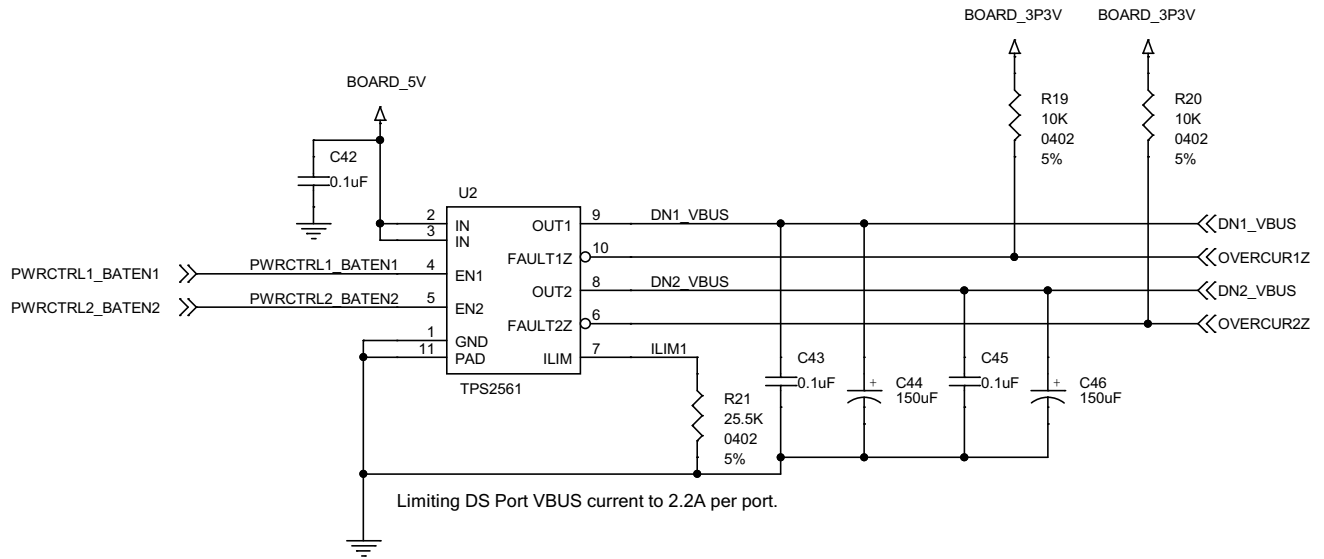 BOARD_3P3V
BOARD_3P3V
BOARD_5V
R19
10K
0402
5%
R20
10K
0402
5%
C42
0.1uF
U2
2
IN
3
IN
PWRCTRL1_BATEN1
PWRCTRL1_BATEN1
4
EN1
PWRCTRL2_BATEN2
PWRCTRL2_BATEN2
5
EN2
1
GND
11
PAD
OUT1
9
DN1_VBUS
DN1_VBUS
FAULT1Z
10
OVERCUR1Z
OUT2
8
DN2_VBUS
DN2_VBUS
FAULT2Z
6
OVERCUR2Z
ILIM
7
ILIM1
TPS2561
R21
25.5K
0402
5%
C43
0.1uF
+
C44
150uF
C45
0.1uF
+
C46
150uF
Limiting DS Port VBUS current to 2.2A per port.